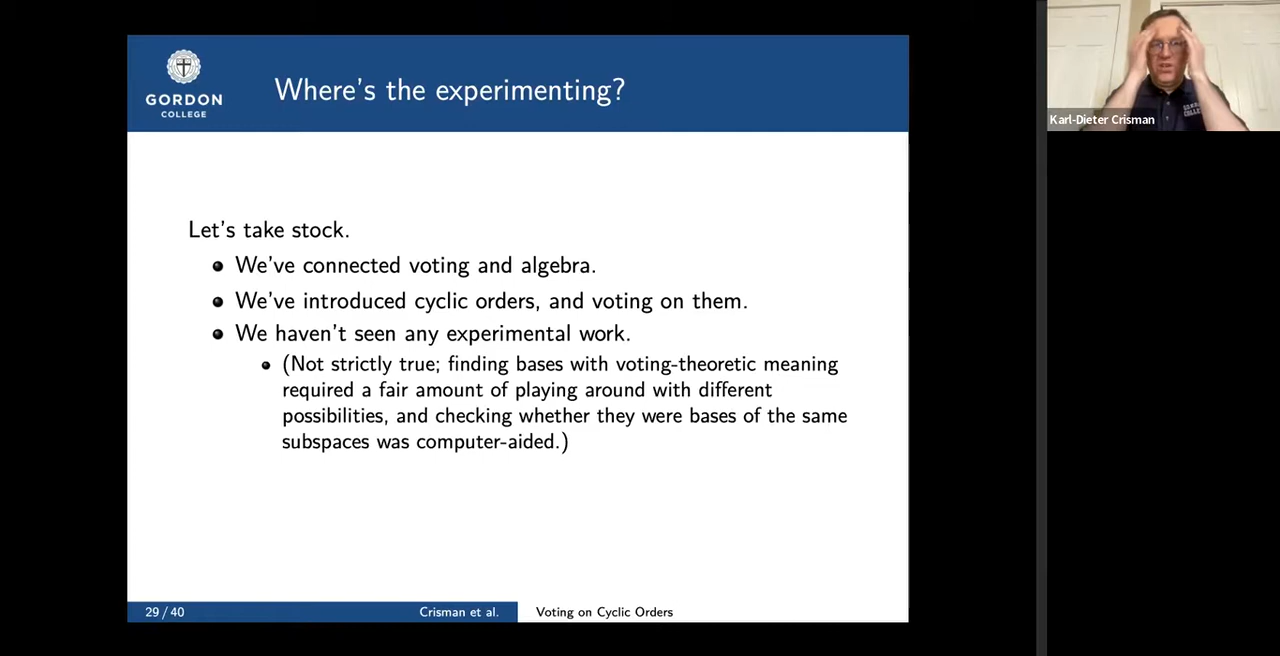 GORDON
COLLEGE
Where's the experimenting?
Let's take stock.
We've connected voting and algebra.
We've introduced cyclic orders, and voting on them.
We haven't seen any experimental work.
(Not strictly true; finding bases with voting-theoretic meaning
required a fair amount of playing around with different
possibilities, and checking whether they were bases of the same
subspaces was computer-aided.)
29 / 40
Crisman et al.
Voting on Cyclic Orders
Karl-Dieter Crisman